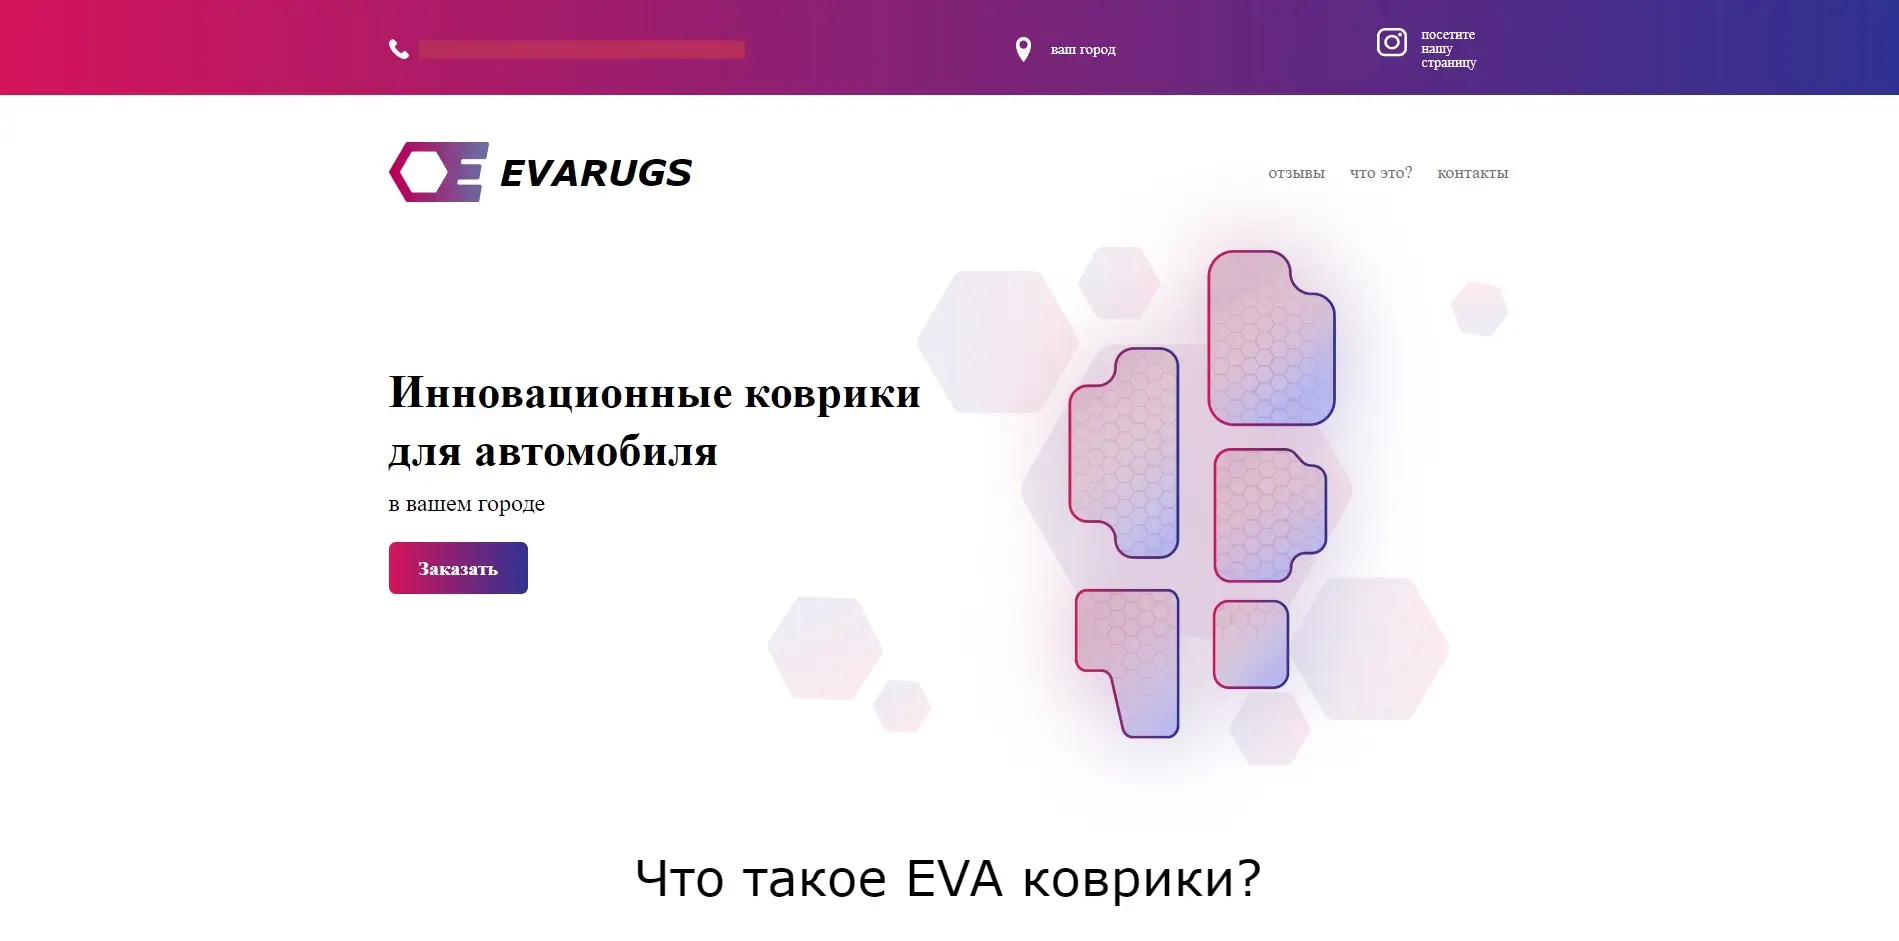 ваш город
посетите
нашу
страницу
EVARUGS
отзывы что это? контакты
Инновационные коврики
для автомобиля
в вашем городе
Заказать
Что такое EVA коврики?